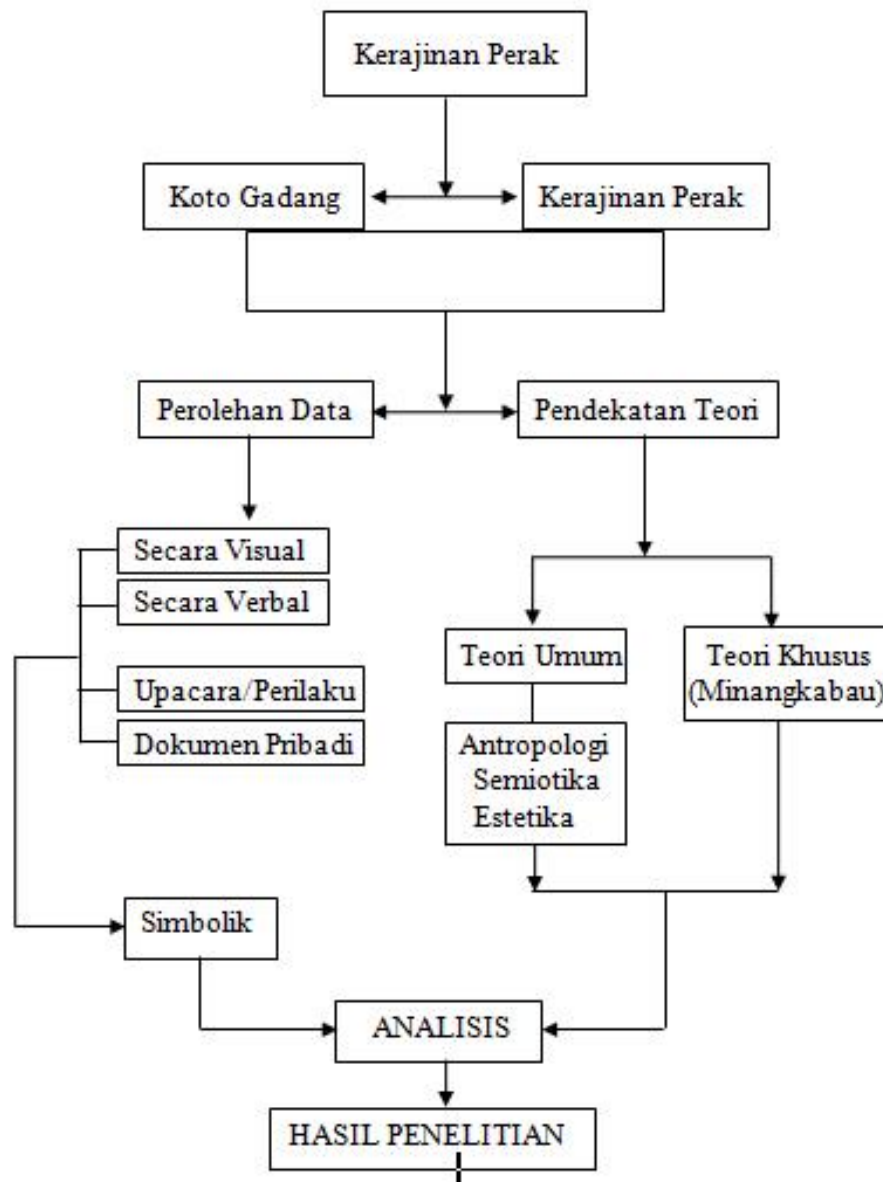 Kerajinan Perak
Koto Gadang
Kerajinan Perak
Perolehan Data
Pendekatan Teori
Secara Visual
Secara Verbal
Upacara/Perilaku
Dokumen Pribadi
Teori Umum
Antropologi
Semiotika
Estetika
Teori Khusus
(Minangkabau)
Simbolik
ANALISIS
HASIL PENELITIAN